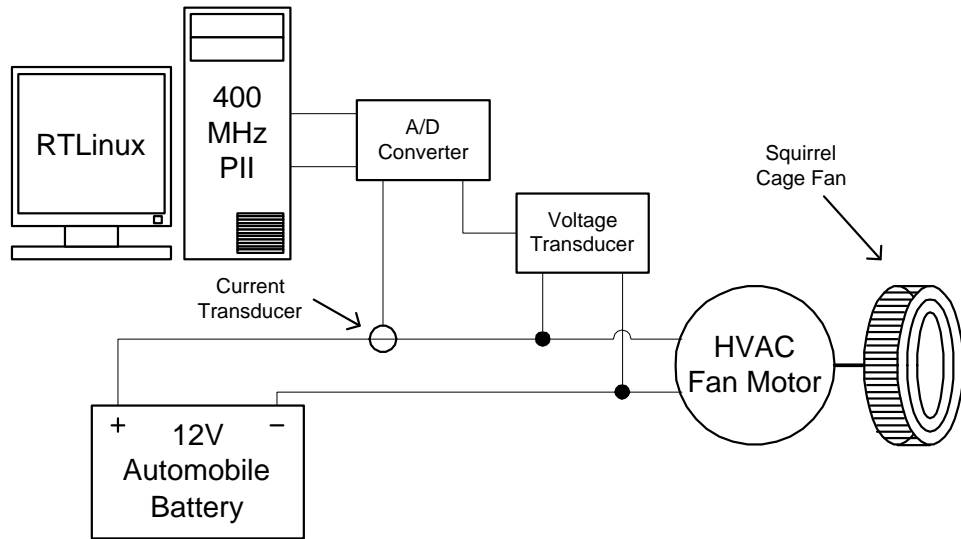 RTLinux
400
MHz
PII
A/D
Converter
Squirrel
Cage Fan
Voltage
Transducer
Current
Transducer
HVAC
Fan Motor
+
−
12V
Automobile
Battery